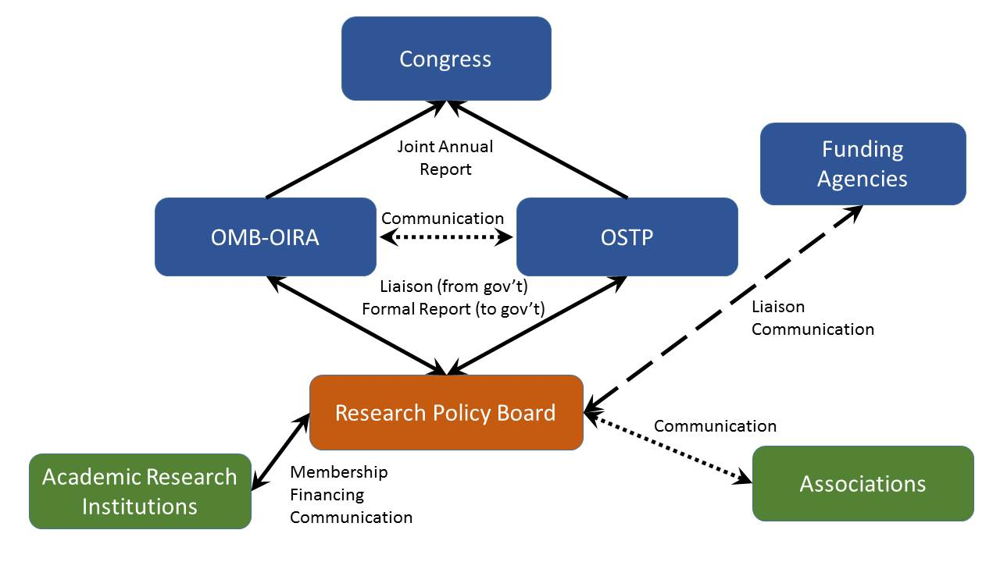 Congress
Joint Annual
Report
Funding
Agencies
OMB-OIRA
Communication
OSTP
Liaison (from gov’t)
Formal Report (to gov’t)
Liaison
Communication
Research Policy Board
Communication
Academic Research
Institutions
Membership
Financing
Communication
Associations